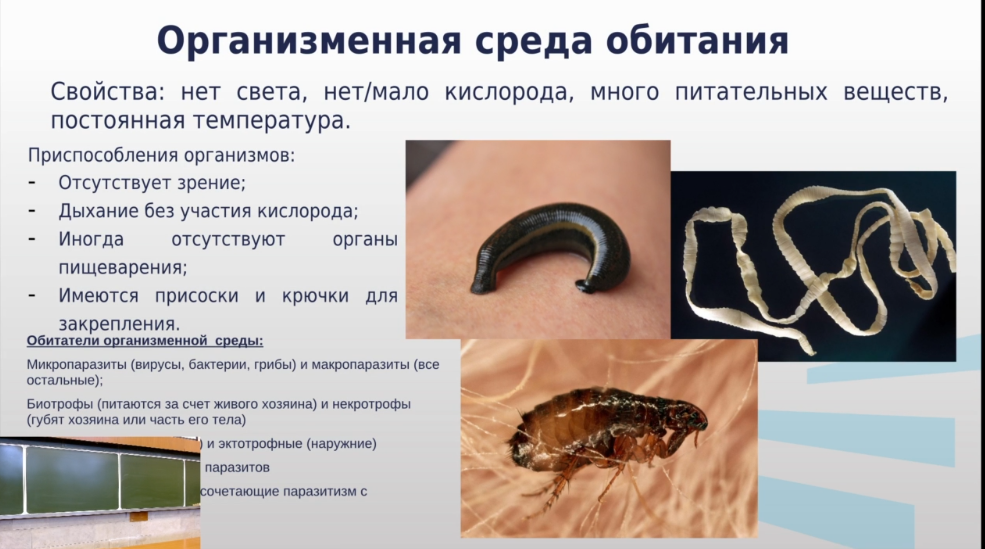 Организменная среда обитания
Свойства: нет света, нет/мало кислорода, много питательных веществ,
постоянная температура.
Приспособления организмов:
- Отсутствует зрение;
- Дыхание без участия кислорода;
- Иногда отсутствуют органы
пищеварения;
- Имеются присоски и крючки для
закрепления.
Обитатели организменной среды:
Микропаразиты (вирусы, бактерии, грибы) и макропаразиты (все
остальные);
Биотрофы (питаются за счет живого хозяина) и некротрофы
(губят хозяина или часть его тела)
) и эктотрофные (наружние)
паразитов
сочетающие паразитизм с